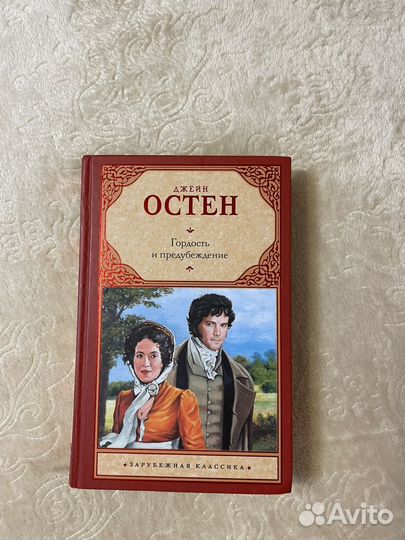 ДЖЕЙН
ОСТЕН
Гордость
и предубеждение
ЗАРУБЕЖНАЯ КЛАССИКА
Avito